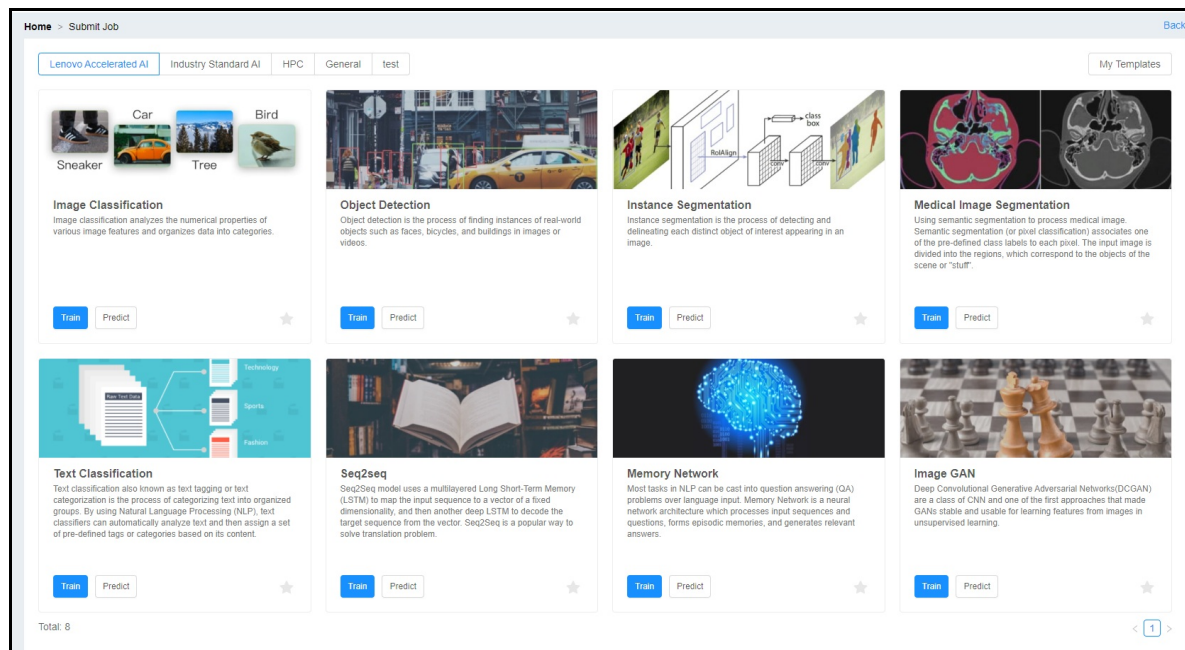 Home > Submit Job
Back
Lenovo Accelerated AI
Industry Standard AI
HPC
General
test
My Templates
Car
Bird
Sneaker
Tree
Image Classification
Image classification analyzes the numerical properties of
various image features and organizes data into categories.
Train
Predict
Object Detection
Object detection is the process of finding instances of real-world
objects such as faces, bicycles, and buildings in images or
videos.
Train
Predict
RoIAlign
conv
conv
class
box
Instance Segmentation
Instance segmentation is the process of detecting and
delineating each distinct object of interest appearing in an
image.
Train
Predict
Medical Image Segmentation
Using semantic segmentation to process medical image.
Semantic segmentation (or pixel classification) associates one
of the pre-defined class labels to each pixel. The input image is
divided into the regions, which correspond to the objects of the
scene or "stuff".
Train
Predict
Raw Text Data
Technology
Sports
Fashion
Text Classification
Text classification also known as text tagging or text
categorization is the process of categorizing text into organized
groups. By using Natural Language Processing (NLP), text
classifiers can automatically analyze text and then assign a set
of pre-defined tags or categories based on its content.
Train
Predict
Seq2seq
Seq2Seq model uses a multilayered Long Short-Term Memory
(LSTM) to map the input sequence to a vector of a fixed
dimensionality, and then another deep LSTM to decode the
target sequence from the vector. Seq2Seq is a popular way to
solve translation problem.
Train
Predict
Memory Network
Most tasks in NLP can be cast into question answering (QA)
problems over language input. Memory Network is a neural
network architecture which processes input sequences and
questions, forms episodic memories, and generates relevant
answers.
Train
Predict
Image GAN
Deep Convolutional Generative Adversarial Networks(DCGAN)
are a class of CNN and one of the first approaches that made
GANs stable and usable for learning features from images in
unsupervised learning.
Train
Predict
Total: 8
< 1 >